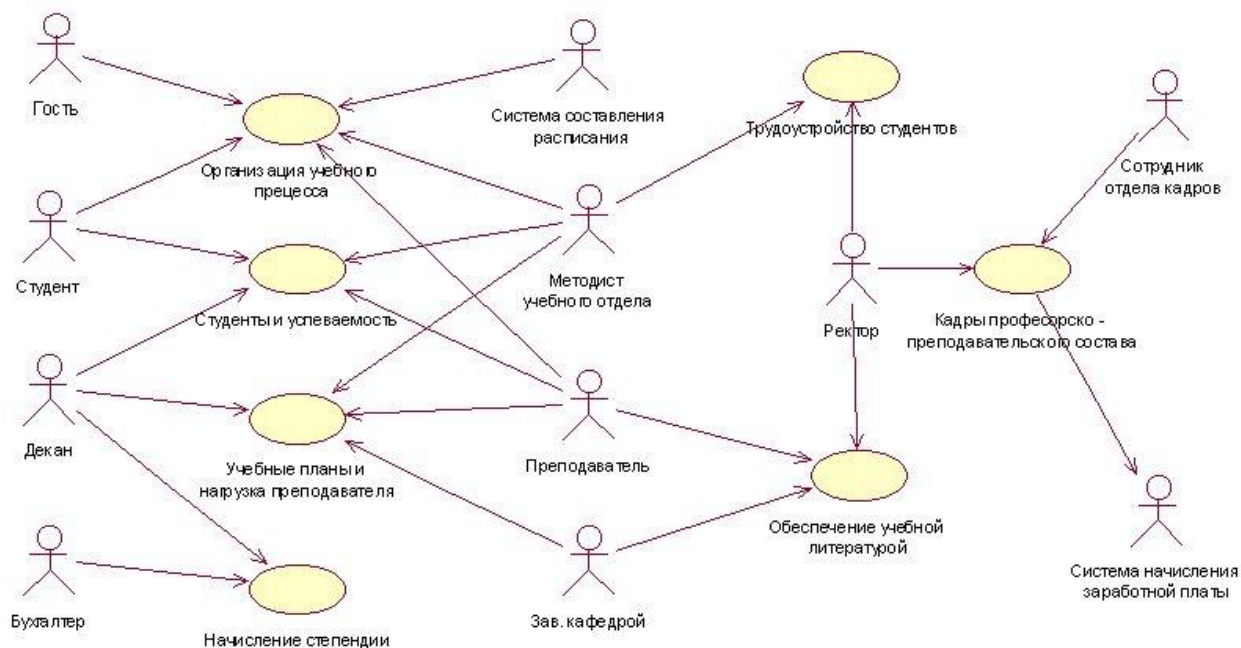 Гость
Система составления
расписания
Трудоустройство студентов
Сотрудник
отдела кадров
Организация учебного
прецесса
Студент
Методист
учебного отдела
Студенты и успеваемость
Ректор
Кадры професорско -
преподавательского состава
Декан
Учебные планы и
нагрузка преподавателя
Преподаватель
Обеспечение учебной
литературой
Система начисления
заработной платы
Бухгалтер
Начисление степендии
Зав. кафедрой